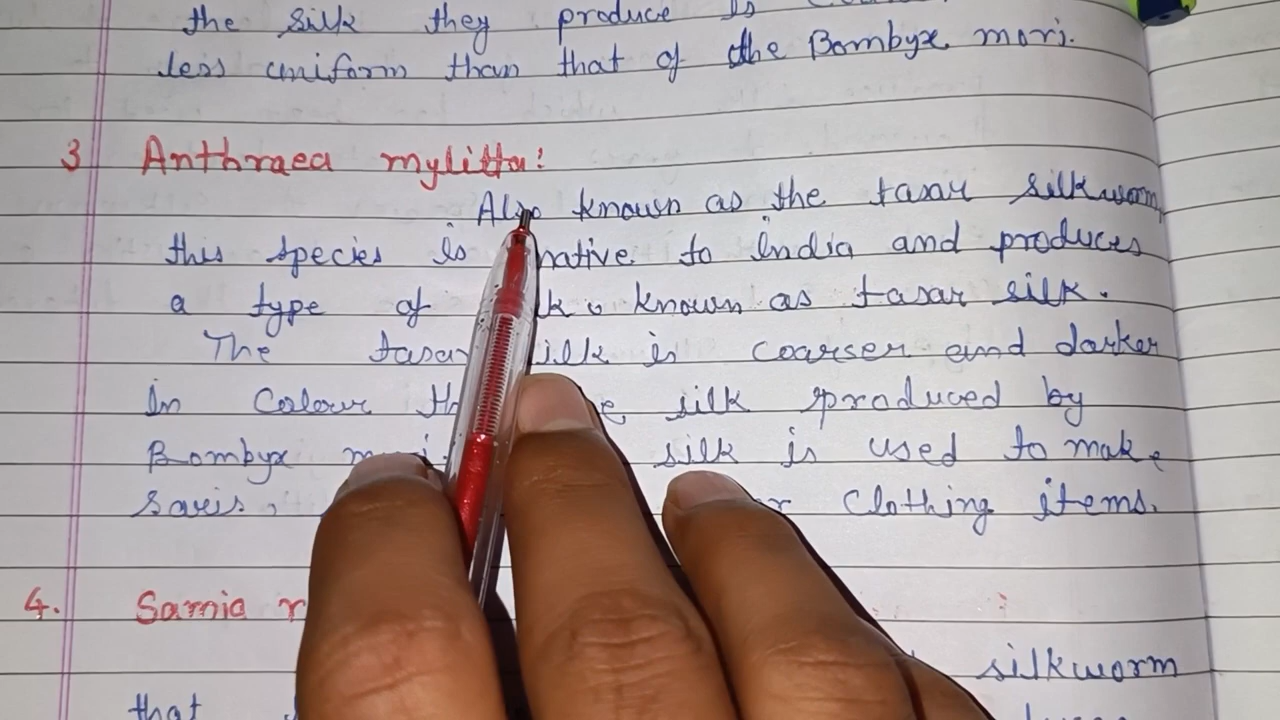 the silk they produce is
less uniform than that of the Bombyx mori.
3 Anthraea mylitta:
Also known as the tasar silkworm,
this species is native to India and produces
a type of known as tasar silk.
The tasar silk is coarser and darker
in Colour silk produced by
Bombyx silk is used to make
saris, Clothing items.
4. Samia
silkworm
that